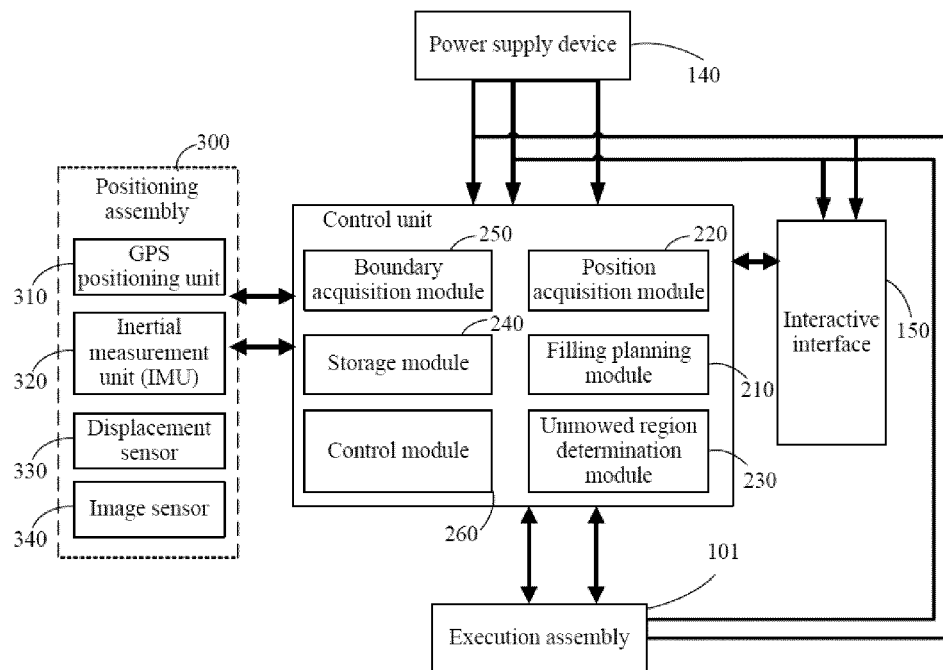 Power supply device
140
300
Positioning
assembly
GPS
positioning unit
310
Inertial
measurement
unit (IMU)
320
Displacement
sensor
330
Image sensor
340
Control unit
250
Boundary
acquisition module
220
Position
acquisition module
240
Storage module
Filling planning
module
210
Control module
260
Unmowed region
determination
module
230
Interactive
interface
150
101
Execution assembly